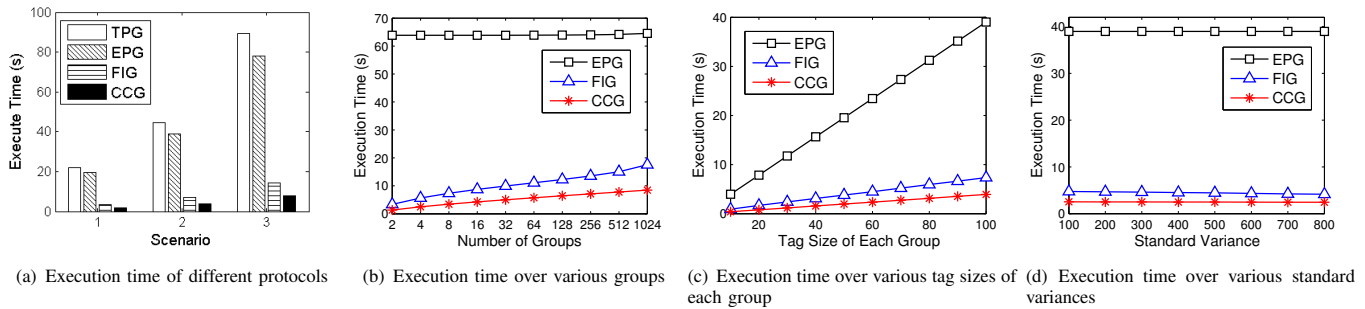 100
80
60
40
20
0
Execute Time (s)
TPG
EPG
FIG
CCG
1
2
3
Scenario
(a) Execution time of different protocols
70
60
50
40
30
20
10
0
Execution Time (s)
EPG
FIG
CCG
2
4
8
16
32
64
128
256
512
1024
Number of Groups
(b) Execution time over various groups
40
30
20
10
0
Execution Time (s)
EPG
FIG
CCG
20
40
60
80
100
Tag Size of Each Group
(c) Execution time over various tag sizes of
each group
40
30
20
10
0
Execution Time (s)
EPG
FIG
CCG
100
200
300
400
500
600
700
800
Standard Variance
(d) Execution time over various standard
variances